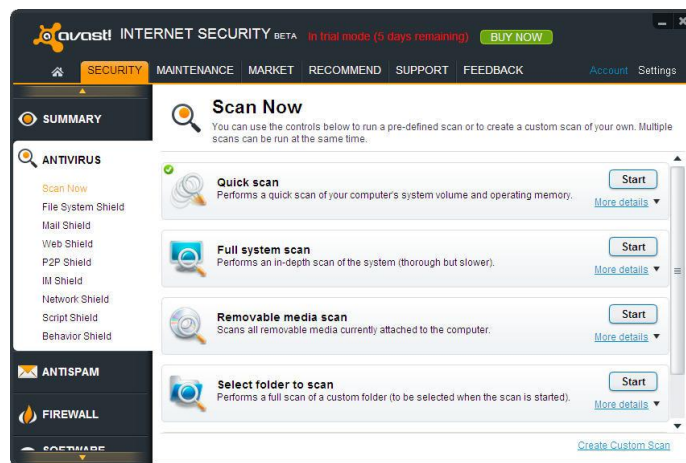 avast! INTERNET SECURITY BETA In trial mode (5 days remaining) BUY NOW
SECURITY MAINTENANCE MARKET RECOMMEND SUPPORT FEEDBACK Account Settings
SUMMARY
ANTIVIRUS
Scan Now
File System Shield
Mail Shield
Web Shield
P2P Shield
IM Shield
Network Shield
Script Shield
Behavior Shield
ANTISPAM
FIREWALL
SOFTWARE
Scan Now
You can use the controls below to run a pre-defined scan or to create a custom scan of your own. Multiple
scans can be run at the same time.
Quick scan
Performs a quick scan of your computer's system volume and operating memory.
Start
More details
Full system scan
Performs an in-depth scan of the system (thorough but slower).
Start
More details
Removable media scan
Scans all removable media currently attached to the computer.
Start
More details
Select folder to scan
Performs a full scan of a custom folder (to be selected when the scan is started).
Start
More details
Create Custom Scan